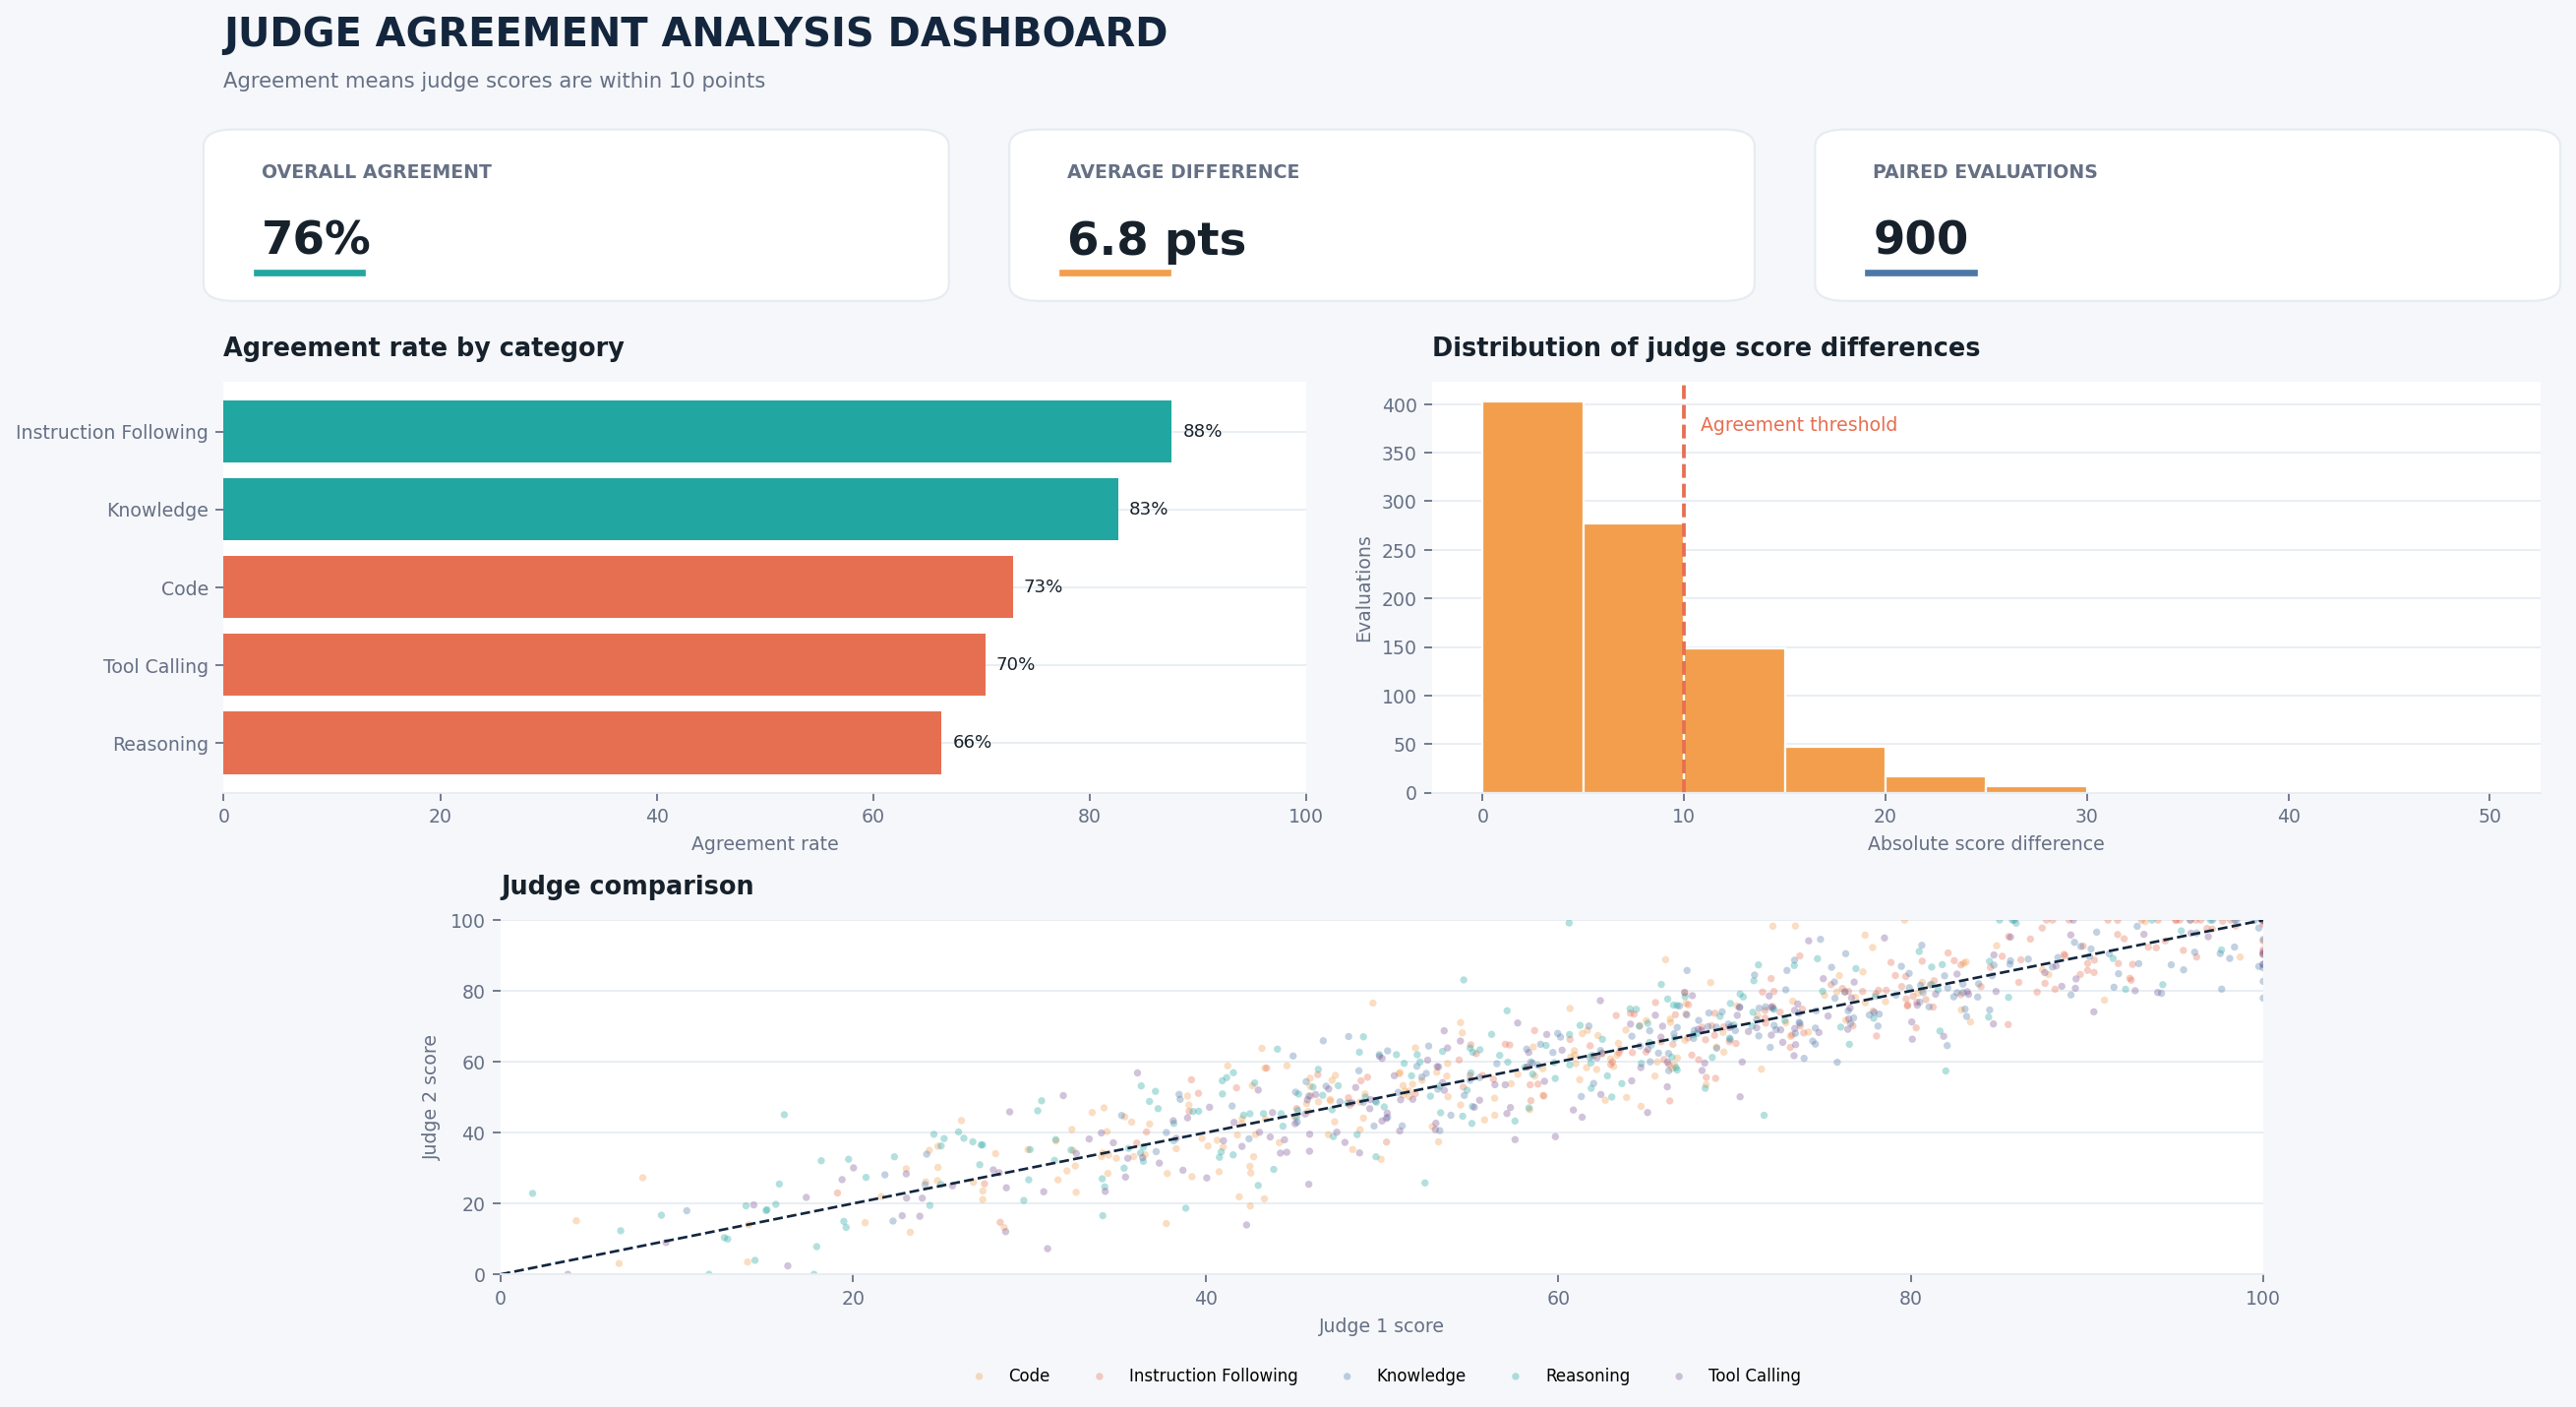 JUDGE AGREEMENT ANALYSIS DASHBOARD
Agreement means judge scores are within 10 points
OVERALL AGREEMENT
76%
AVERAGE DIFFERENCE
6.8 pts
PAIRED EVALUATIONS
900
Agreement rate by category
Instruction Following
88%
Knowledge
83%
Code
73%
Tool Calling
70%
Reasoning
66%
0 20 40 60 80 100
Agreement rate
Distribution of judge score differences
Agreement threshold
Evaluations
400
350
300
250
200
150
100
50
0
0 10 20 30 40 50
Absolute score difference
Judge comparison
Judge 2 score
100
80
60
40
20
0
0 20 40 60 80 100
Judge 1 score
Code Instruction Following Knowledge Reasoning Tool Calling